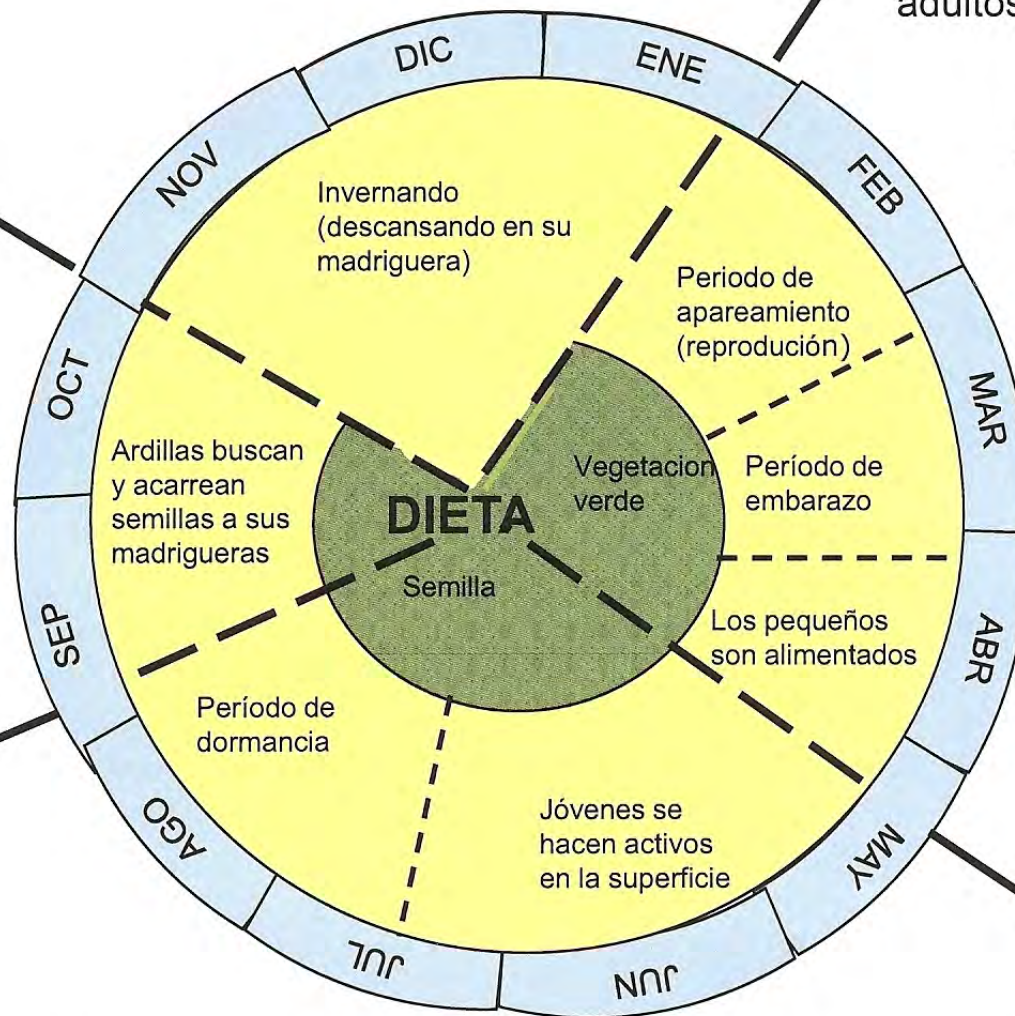 adultos
DIC
ENE
NOV
FEB
Invernando
(descansando en su
madriguera)
Periodo de
apareamiento
(reprodución)
OCT
MAR
Ardillas buscan
y acarrean
semillas a sus
madrigueras
Vegetacion
verde
Período de
embarazo
DIETA
Semilla
SEP
ABR
Los pequeños
son alimentados
Período de
dormancia
AGO
MAY
Jóvenes se
hacen activos
en la superficie
JUL
JUN